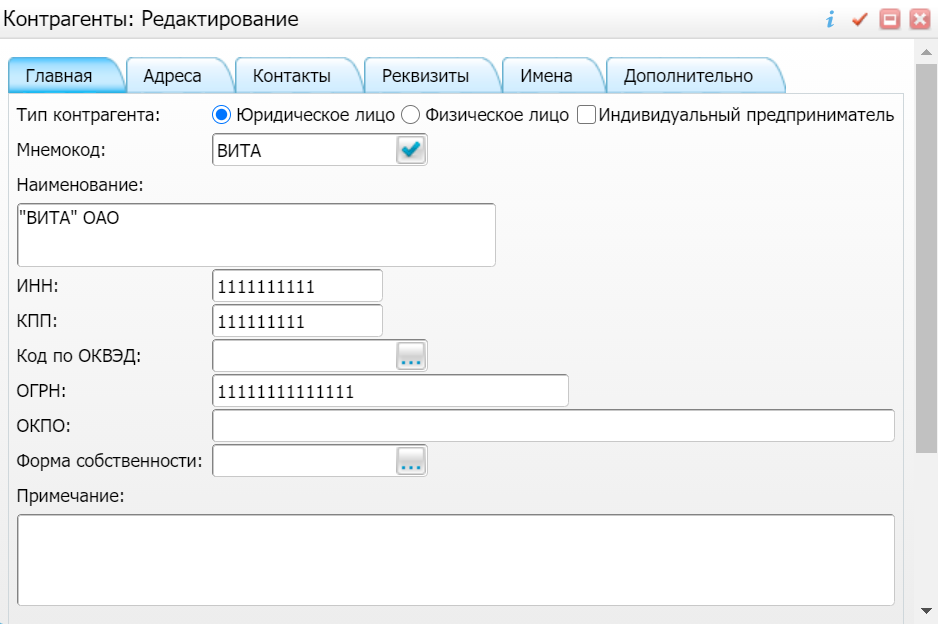 Контрагенты: Редактирование
Главная Адреса Контакты Реквизиты Имена Дополнительно
Тип контрагента: Юридическое лицо Физическое лицо Индивидуальный предприниматель
Мнемокод: ВИТА
Наименование:
"ВИТА" ОАО
ИНН: 1111111111
КПП: 111111111
Код по ОКВЭД: ...
ОГРН: 11111111111111
ОКПО:
Форма собственности: ...
Примечание: